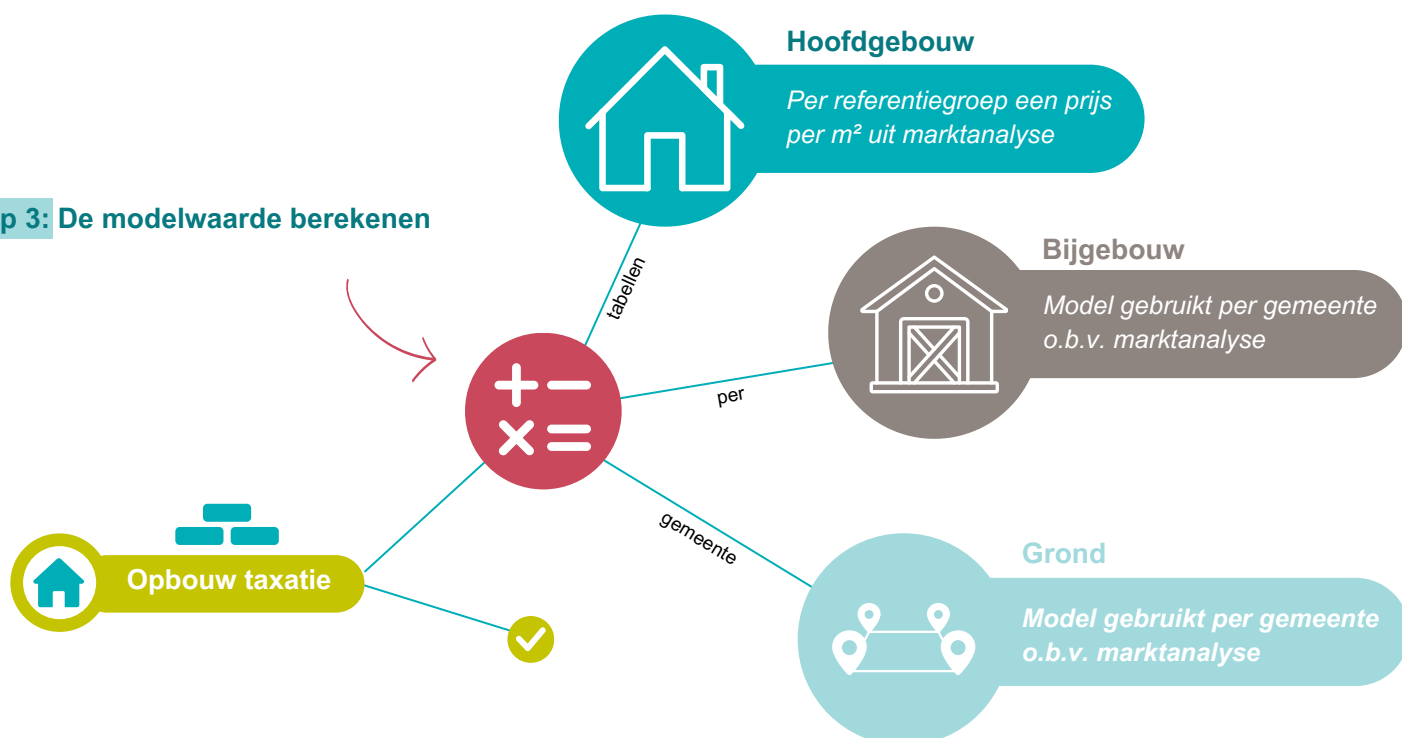 Hoofdgebouw
Per referentiegroep een prijs
per m² uit marktanalyse
p 3: De modelwaarde berekenen
tabellen
Bijgebouw
Model gebruikt per gemeente
o.b.v. marktanalyse
per
gemeente
Grond
Model gebruikt per gemeente
o.b.v. marktanalyse
Opbouw taxatie